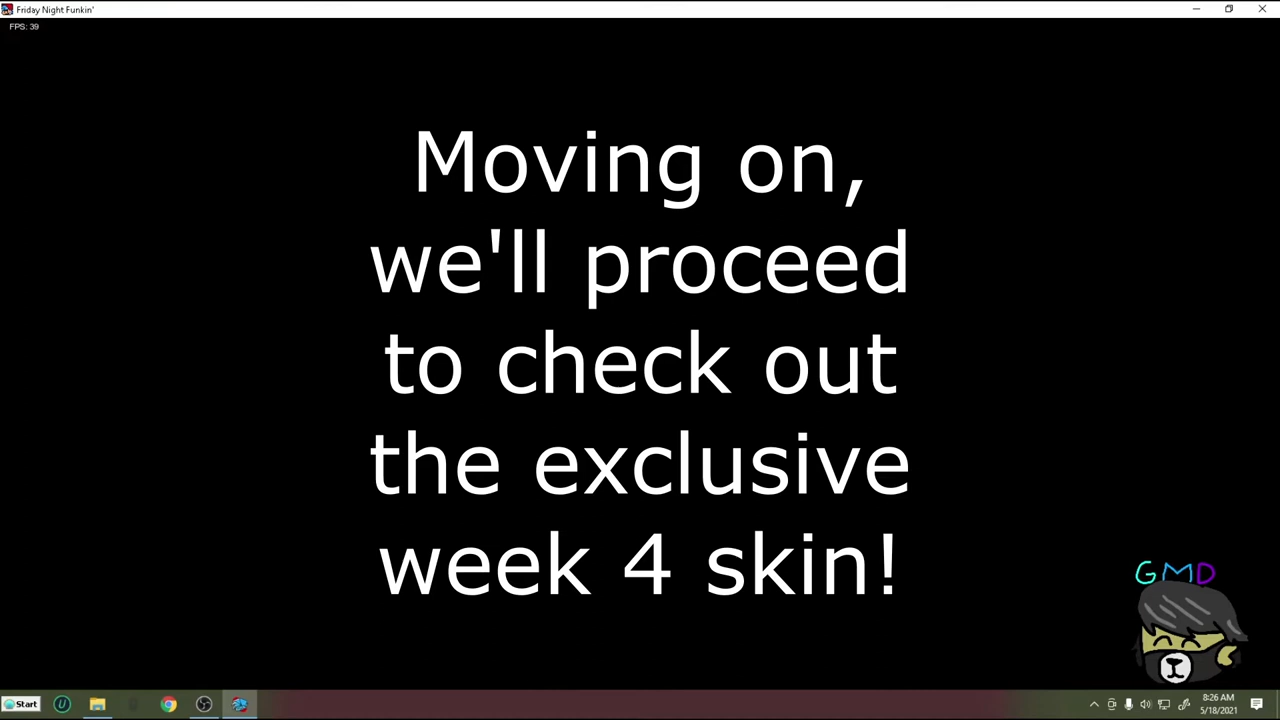 Friday Night Funkin'
FPS: 39
Moving on,
we'll proceed
to check out
the exclusive
week 4 skin!
GMD
Start
8:26 AM
5/18/2021